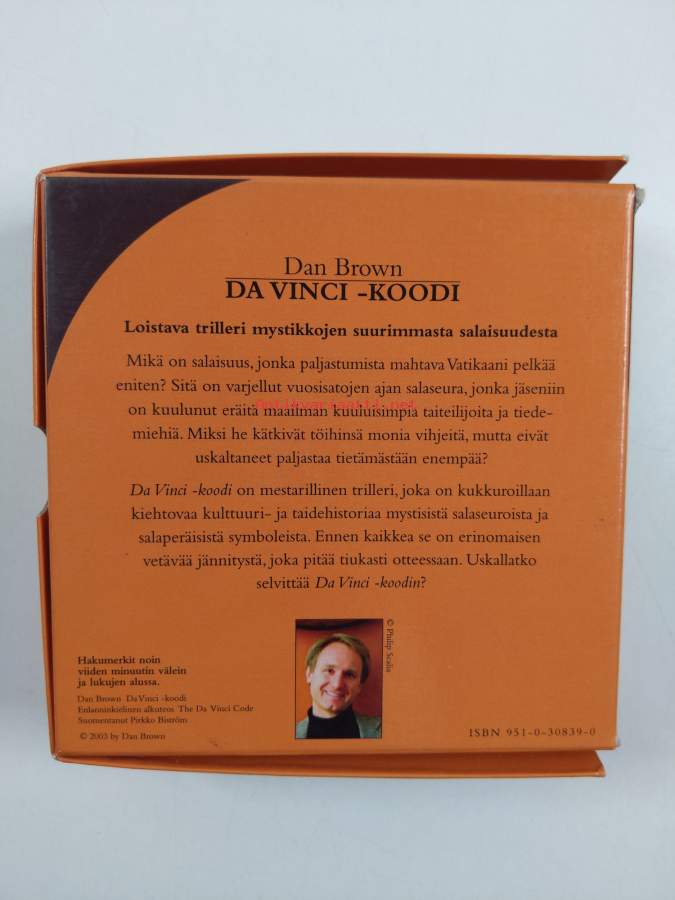 Dan Brown
DA VINCI -KOODI
Loistava trilleri mystikkojen suurimmasta salaisuudesta
Mikä on salaisuus, jonka paljastumista mahtava Vatikaani pelkää
eniten? Sitä on varjellut vuosisatojen ajan salaseura, jonka jäseniin
on kuulunut eräitä maailman kuuluisimpia taiteilijoita ja tiede-
antikvariaatti.net
miehiä. Miksi he kätkivät töihinsä monia vihjeitä, mutta eivät
uskaltaneet paljastaa tietämästään enempää?
Da Vinci -koodi on mestarillinen trilleri, joka on kukkuroillaan
kiehtovaa kulttuuri- ja taidehistoriaa mystisistä salaseuroista ja
salaperäisistä symboleista. Ennen kaikkea se on erinomaisen
vetävää jännitystä, joka pitää tiukasti otteessaan. Uskallatko
selvittää Da Vinci -koodin?
© Philip Scalia
Hakumerkit noin
viiden minuutin välein
ja lukujen alussa.
Dan Brown Da Vinci -koodi
Englanninkielinen alkuteos The Da Vinci Code
Suomentanut Pirkko Biström
© 2003 by Dan Brown
ISBN 951-0-30839-0